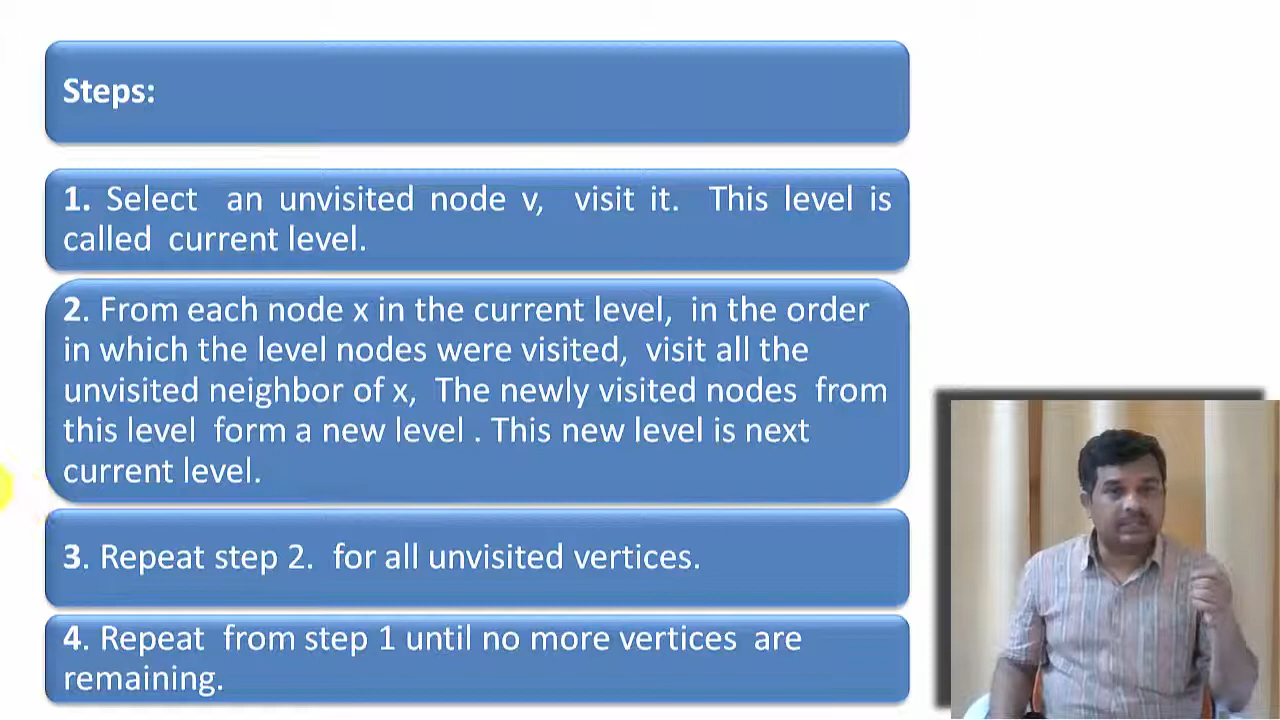 Steps:
1. Select an unvisited node v, visit it. This level is
called current level.
2. From each node x in the current level, in the order
in which the level nodes were visited, visit all the
unvisited neighbor of x, The newly visited nodes from
this level form a new level . This new level is next
current level.
3. Repeat step 2. for all unvisited vertices.
4. Repeat from step 1 until no more vertices are
remaining.